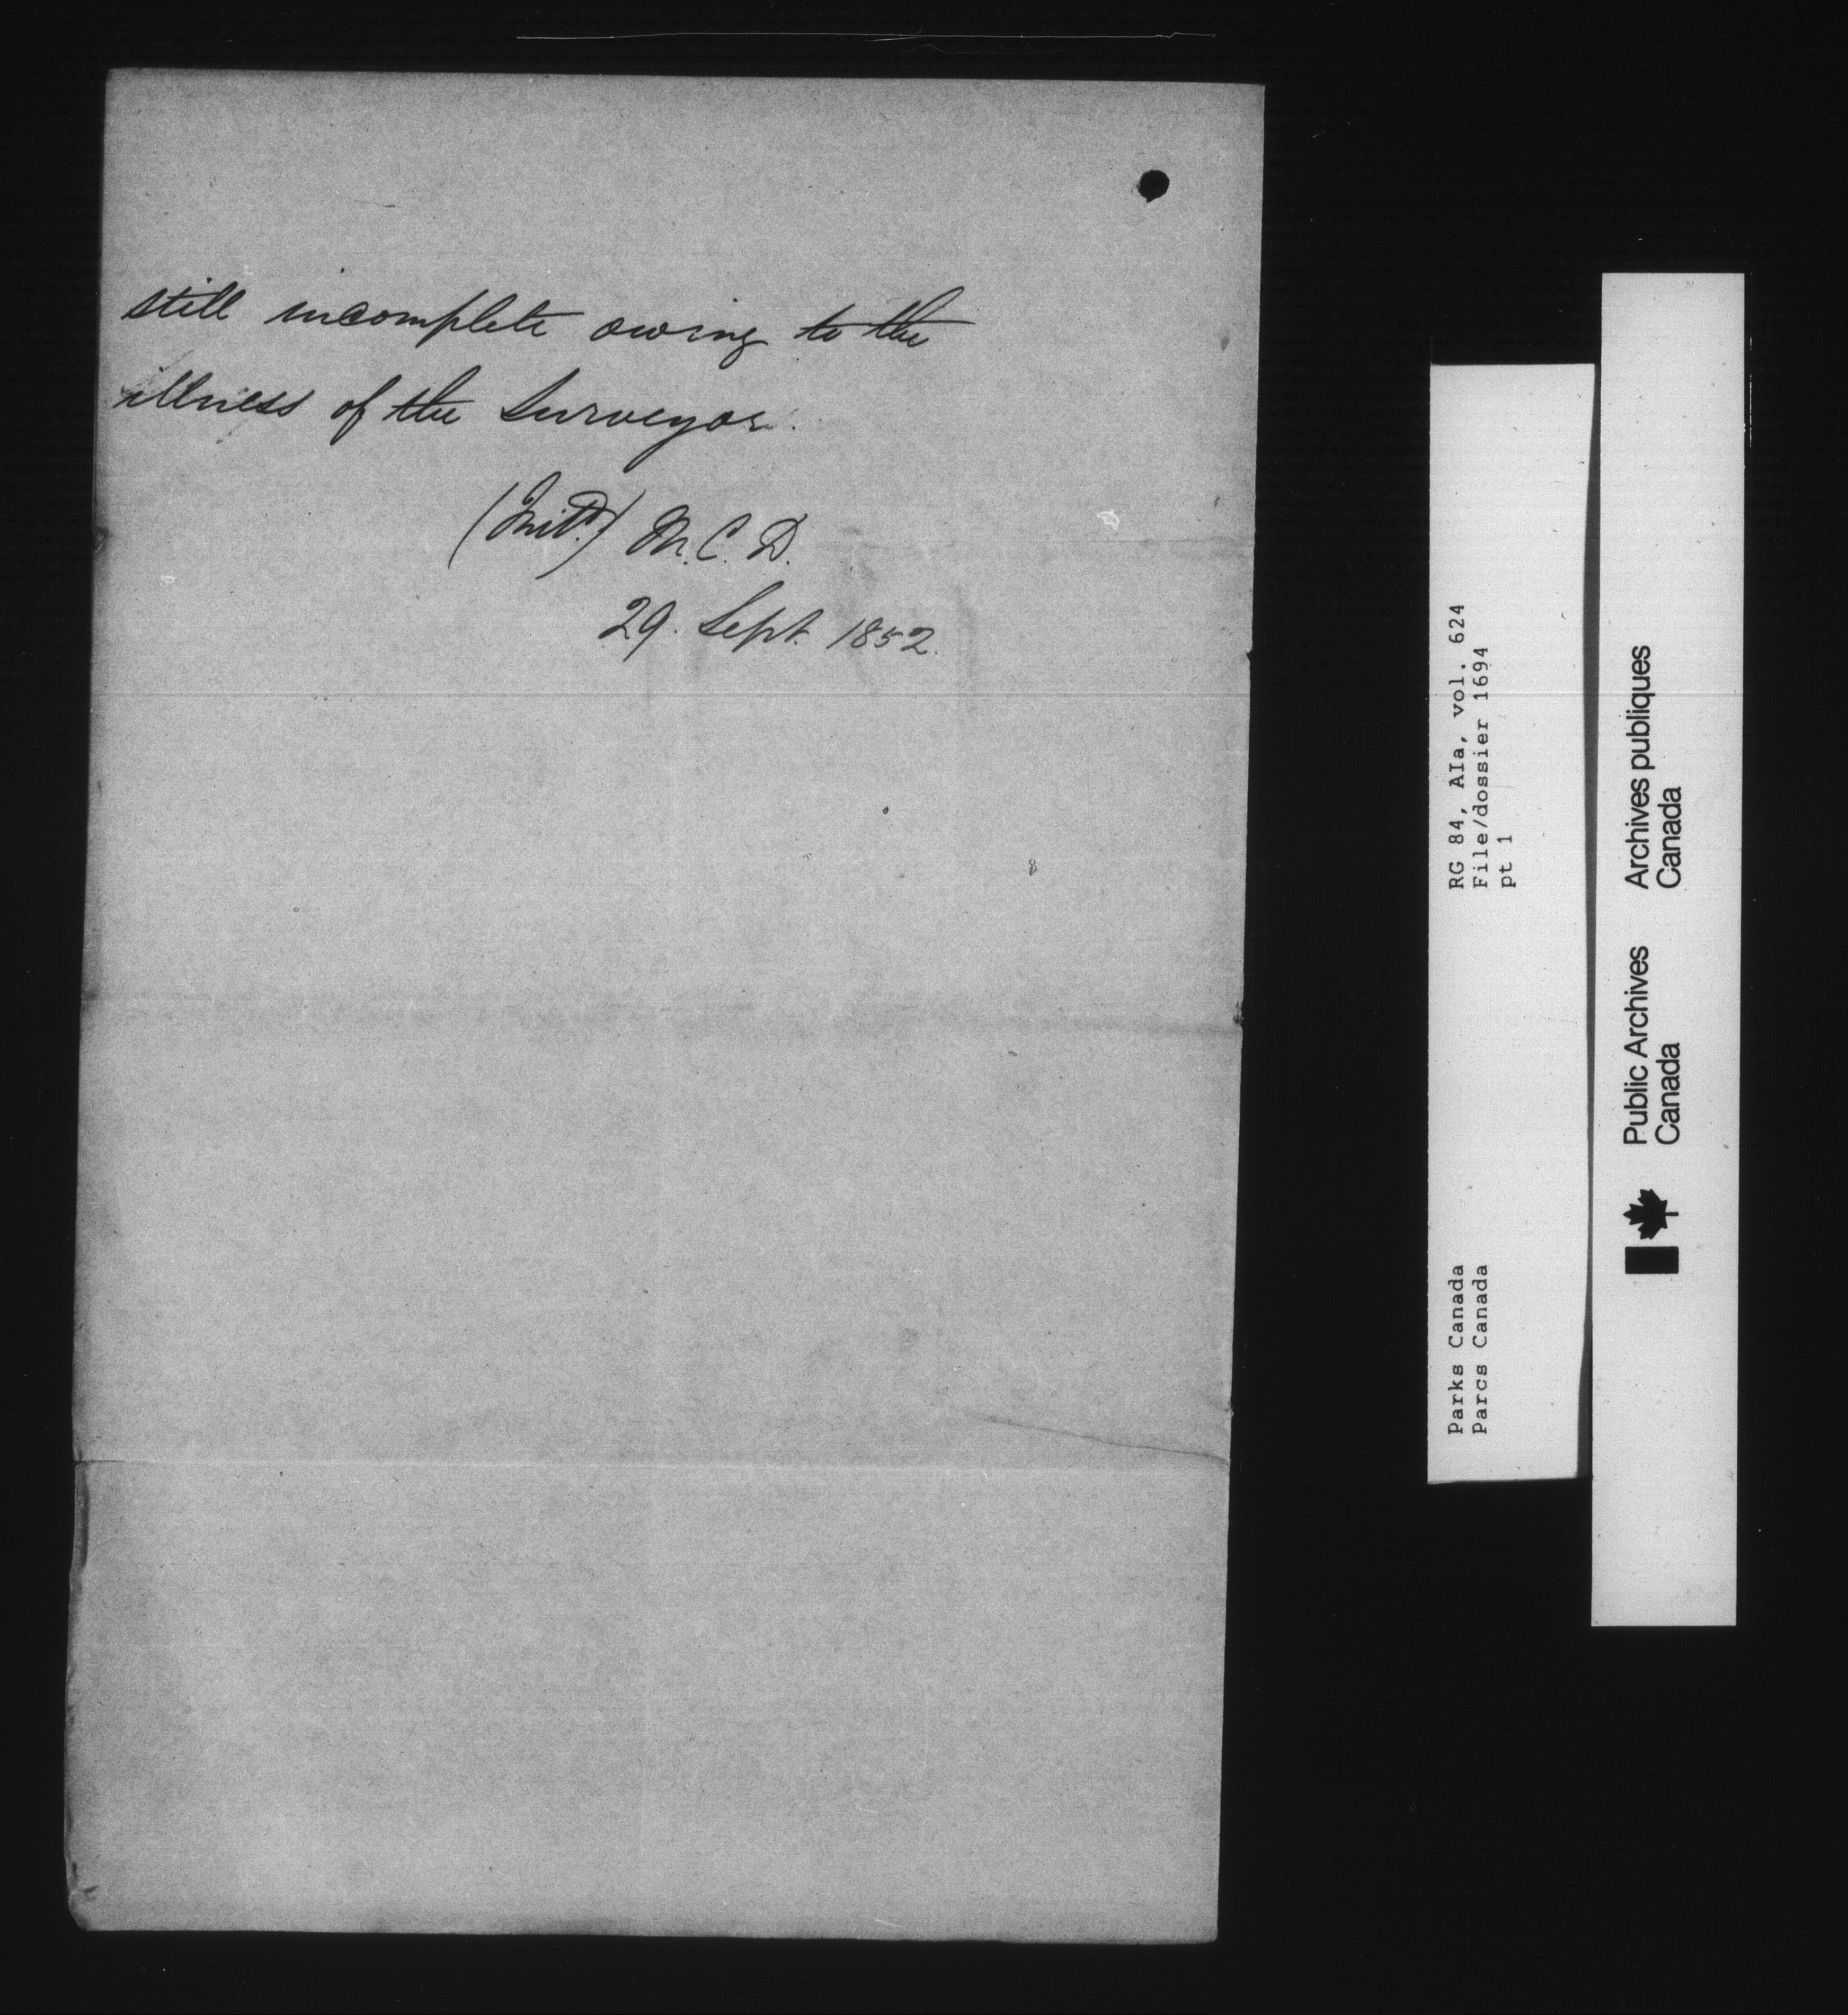 still incomplete owing to the
illness of the Surveyor.
(Init^d.) M. C. D.
29. Sept. 1852.
RG 84, AIa, vol. 624
File/dossier 1694
pt 1
Parks Canada
Parcs Canada
Public Archives
Canada
Archives publiques
Canada